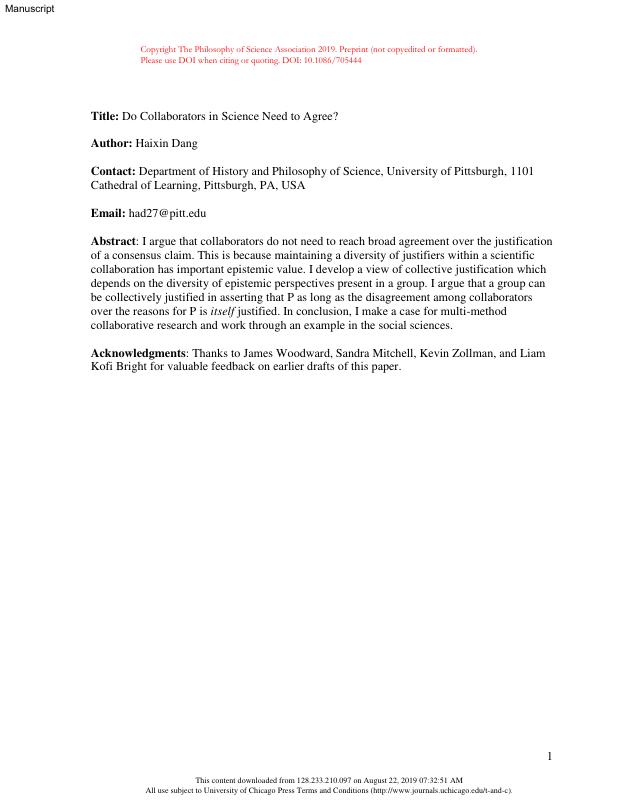 Manuscript
Copyright The Philosophy of Science Association 2019. Preprint (not copyedited or formatted).
Please use DOI when citing or quoting. DOI: 10.1086/705444
Title: Do Collaborators in Science Need to Agree?
Author: Haixin Dang
Contact: Department of History and Philosophy of Science, University of Pittsburgh, 1101
Cathedral of Learning, Pittsburgh, PA, USA
Email: had27@pitt.edu
Abstract: I argue that collaborators do not need to reach broad agreement over the justification
of a consensus claim. This is because maintaining a diversity of justifiers within a scientific
collaboration has important epistemic value. I develop a view of collective justification which
depends on the diversity of epistemic perspectives present in a group. I argue that a group can
be collectively justified in asserting that P as long as the disagreement among collaborators
over the reasons for P is itself justified. In conclusion, I make a case for multi-method
collaborative research and work through an example in the social sciences.
Acknowledgments: Thanks to James Woodward, Sandra Mitchell, Kevin Zollman, and Liam
Kofi Bright for valuable feedback on earlier drafts of this paper.
1
This content downloaded from 128.233.210.097 on August 22, 2019 07:32:51 AM
All use subject to University of Chicago Press Terms and Conditions (http://www.journals.uchicago.edu/t-and-c).